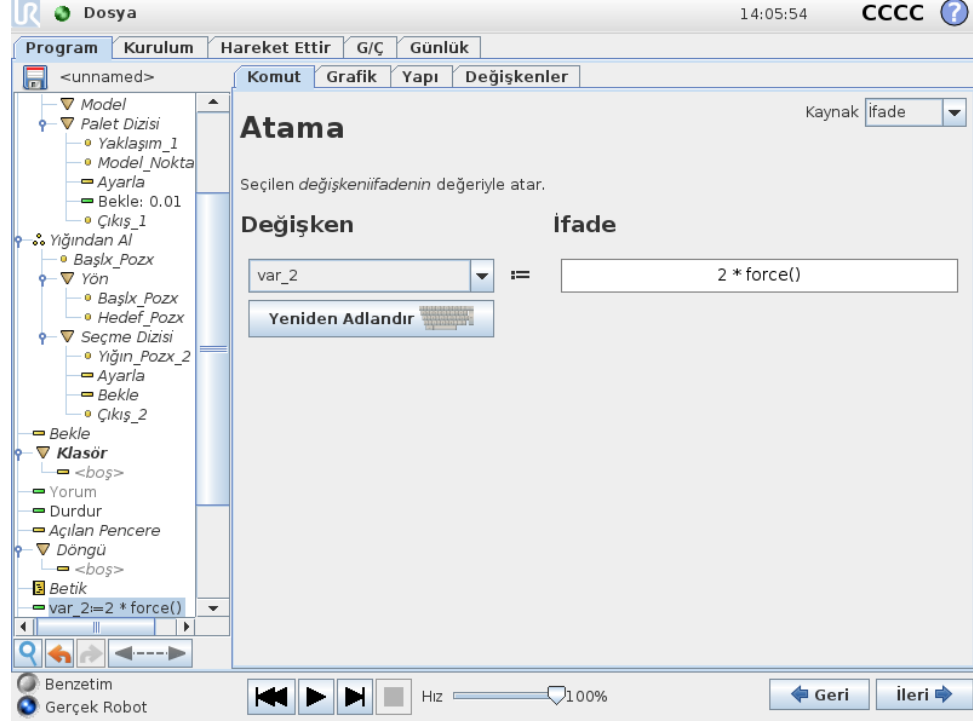 UR Dosya 14:05:54 CCCC ?
Program Kurulum Hareket Ettir G/Ç Günlük
<unnamed>
Komut Grafik Yapı Değişkenler
Model
Palet Dizisi
Yaklaşım_1
Model_Nokta
Ayarla
Bekle: 0.01
Çıkış_1
Yığından Al
Başlx_Pozx
Yön
Başlx_Pozx
Hedef_Pozx
Seçme Dizisi
Yığın_Pozx_2
Ayarla
Bekle
Çıkış_2
Bekle
Klasör
<boş>
Yorum
Durdur
Açılan Pencere
Döngü
<boş>
Betik
var_2:=2 * force()
Atama
Kaynak İfade
Seçilen değişkeniifadenin değeriyle atar.
Değişken İfade
var_2 := 2 * force()
Yeniden Adlandır
Benzetim
Gerçek Robot
Hız 100%
Geri İleri